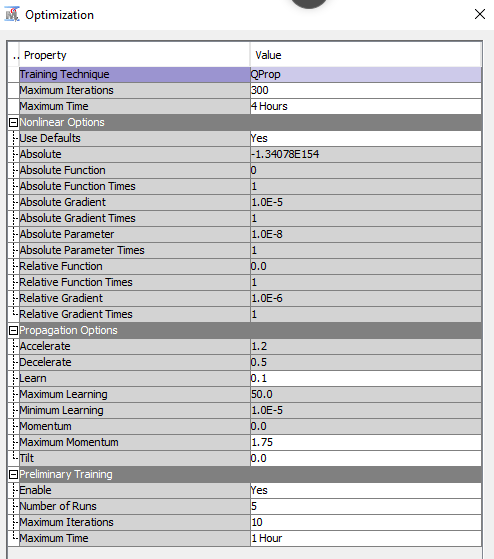 Optimization
.. Property Value
Training Technique QProp
Maximum Iterations 300
Maximum Time 4 Hours
Nonlinear Options
Use Defaults Yes
Absolute -1.34078E154
Absolute Function 0
Absolute Function Times 1
Absolute Gradient 1.0E-5
Absolute Gradient Times 1
Absolute Parameter 1.0E-8
Absolute Parameter Times 1
Relative Function 0.0
Relative Function Times 1
Relative Gradient 1.0E-6
Relative Gradient Times 1
Propagation Options
Accelerate 1.2
Decelerate 0.5
Learn 0.1
Maximum Learning 50.0
Minimum Learning 1.0E-5
Momentum 0.0
Maximum Momentum 1.75
Tilt 0.0
Preliminary Training
Enable Yes
Number of Runs 5
Maximum Iterations 10
Maximum Time 1 Hour